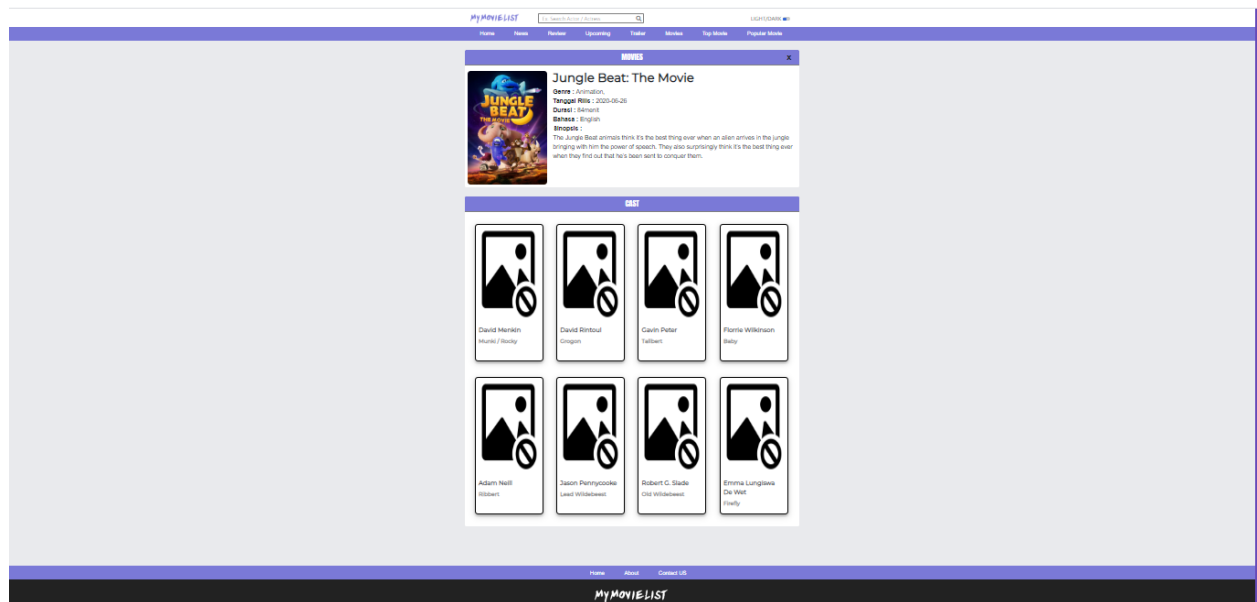 MYMOVIELIST
LIGHT/DARK
Home News Review Upcoming Trailer Movies Top Movie Popular Movie
MOVIES X
JUNGLE BEAT
THE MOVIE
Jungle Beat: The Movie
Genre : Animation,
Tanggal Rilis : 2020-06-26
Durasi : 84menit
Bahasa : English
Sinopsis :
The Jungle Beat animals think it's the best thing ever when an alien arrives in the jungle
bringing with him the power of speech. They also surprisingly think it's the best thing ever
when they find out that he's been sent to conquer them.
CAST
David Menkin
Munki / Rocky
David Rintoul
Grogon
Gavin Peter
Tallbert
Florrie Wilkinson
Baby
Adam Neill
Ribbert
Jason Pennycooke
Lead Wildebeest
Robert G. Slade
Old Wildebeest
Emma Lungiswa
De Wet
Firefly
Home About Contact US
MYMOVIELIST